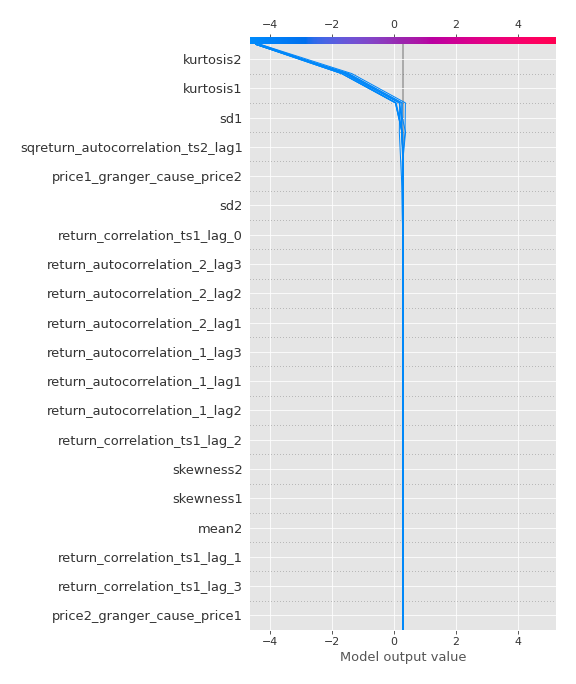 −4 −2 0 2 4
kurtosis2
kurtosis1
sd1
sqreturn_autocorrelation_ts2_lag1
price1_granger_cause_price2
sd2
return_correlation_ts1_lag_0
return_autocorrelation_2_lag3
return_autocorrelation_2_lag2
return_autocorrelation_2_lag1
return_autocorrelation_1_lag3
return_autocorrelation_1_lag1
return_autocorrelation_1_lag2
return_correlation_ts1_lag_2
skewness2
skewness1
mean2
return_correlation_ts1_lag_1
return_correlation_ts1_lag_3
price2_granger_cause_price1
−4 −2 0 2 4
Model output value